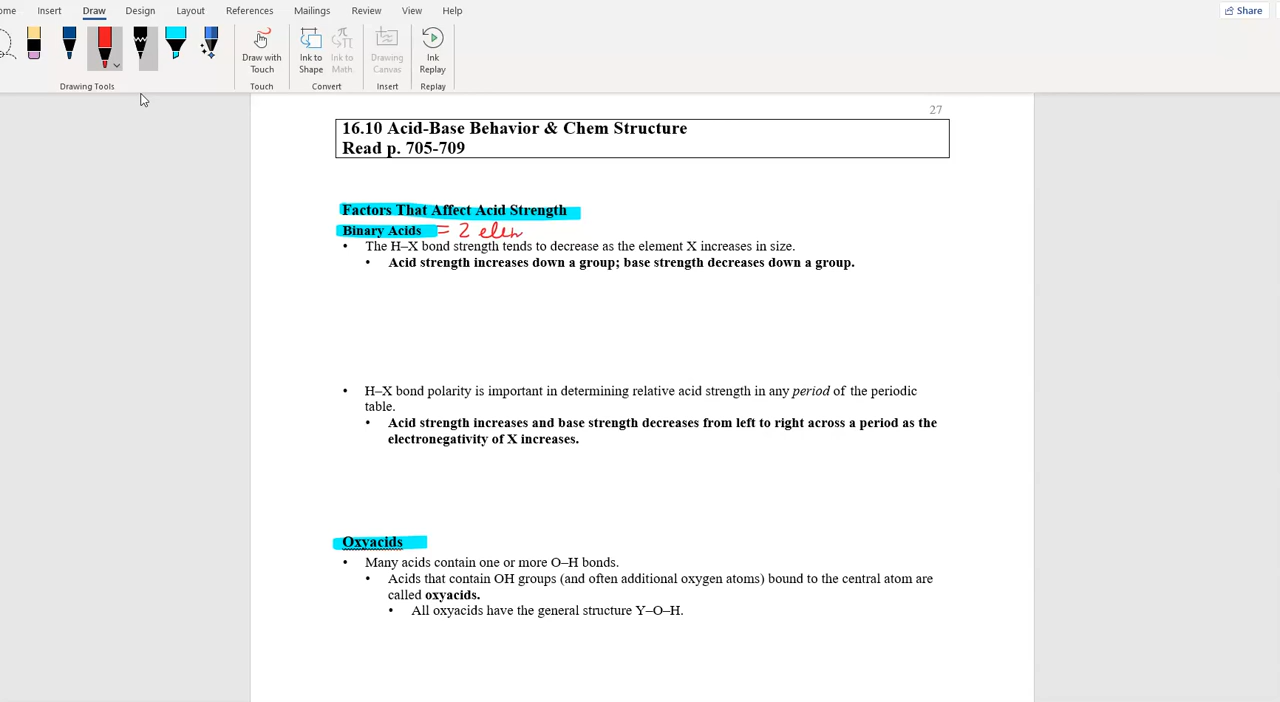 ome Insert Draw Design Layout References Mailings Review View Help Share
Draw with Touch
Ink to Shape
Ink to Math
Drawing Canvas
Ink Replay
Drawing Tools Touch Convert Insert Replay
27
16.10 Acid-Base Behavior & Chem Structure
Read p. 705-709
Factors That Affect Acid Strength
Binary Acids = 2 elem
• The H–X bond strength tends to decrease as the element X increases in size.
• Acid strength increases down a group; base strength decreases down a group.
• H–X bond polarity is important in determining relative acid strength in any period of the periodic
table.
• Acid strength increases and base strength decreases from left to right across a period as the
electronegativity of X increases.
Oxyacids
• Many acids contain one or more O–H bonds.
• Acids that contain OH groups (and often additional oxygen atoms) bound to the central atom are
called oxyacids.
• All oxyacids have the general structure Y–O–H.